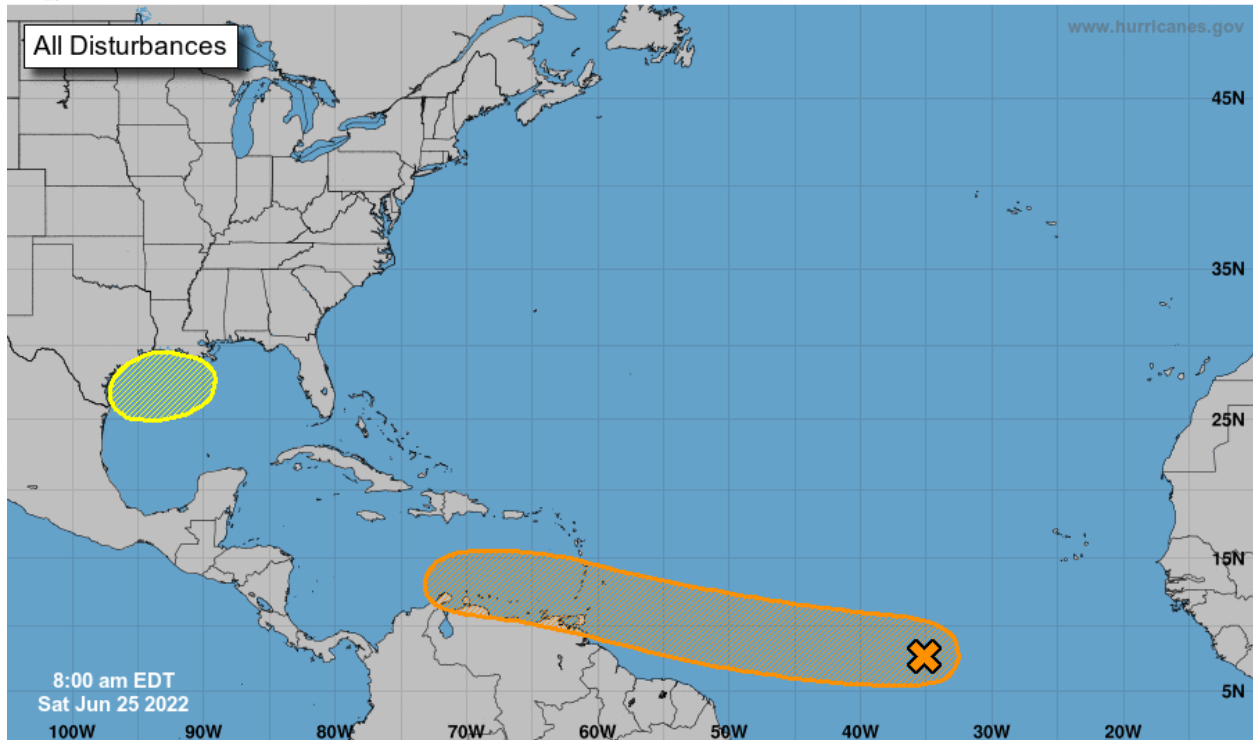 All Disturbances
www.hurricanes.gov
45N
35N
25N
15N
5N
8:00 am EDT
Sat Jun 25 2022
100W 90W 80W 70W 60W 50W 40W 30W 20W